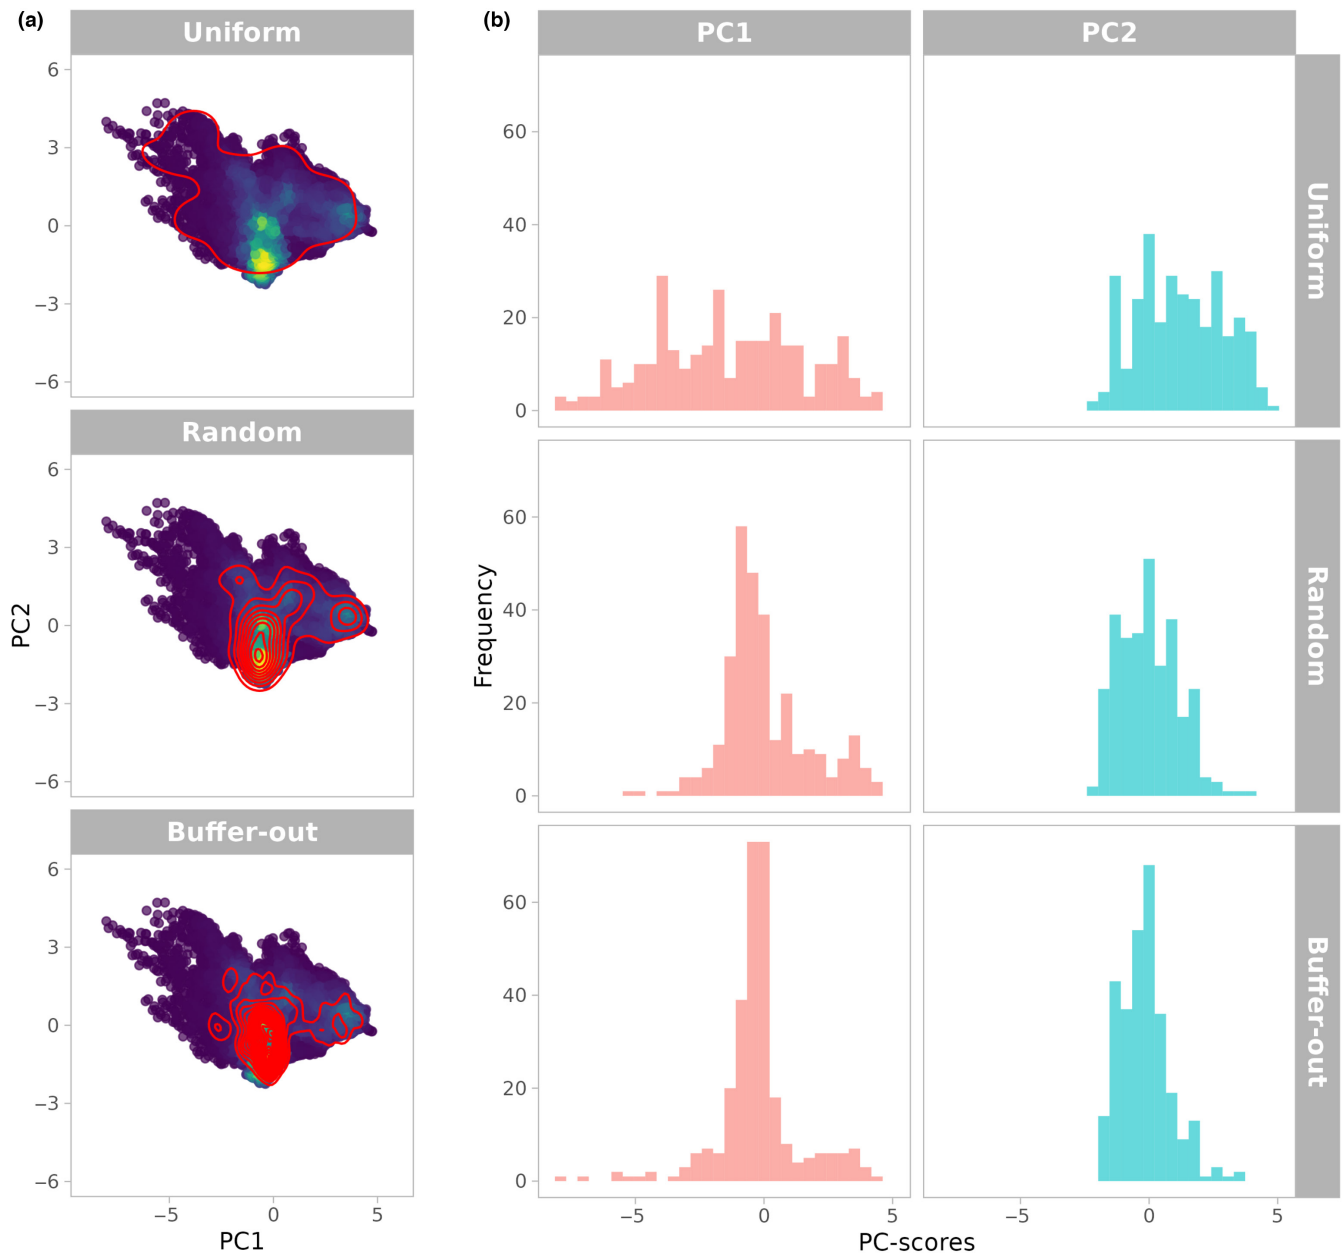 (a)
Uniform
6
3
0
−3
−6
Random
6
3
0
−3
−6
PC2
Buffer-out
6
3
0
−3
−6
−5 0 5
PC1
(b)
PC1 PC2
60
40
20
0
Uniform
60
40
20
0
Random
Frequency
60
40
20
0
Buffer-out
−5 0 5 −5 0 5
PC-scores